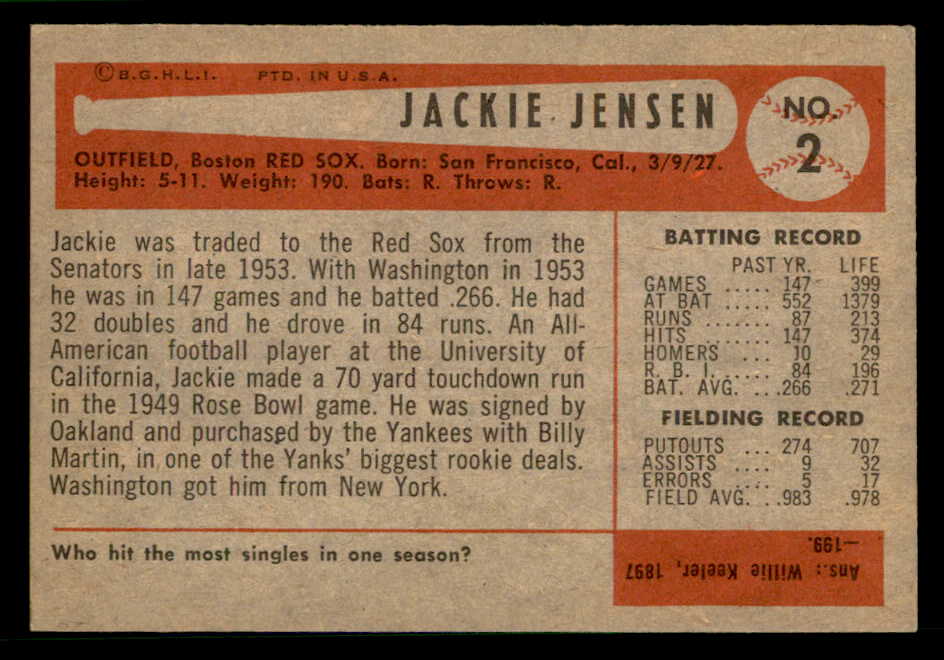 © B.G.H.L.I. PTD. IN U.S.A.
JACKIE JENSEN
NO.
2
OUTFIELD, Boston RED SOX. Born: San Francisco, Cal., 3/9/27.
Height: 5-11. Weight: 190. Bats: R. Throws: R.
Jackie was traded to the Red Sox from the
Senators in late 1953. With Washington in 1953
he was in 147 games and he batted .266. He had
32 doubles and he drove in 84 runs. An All-
American football player at the University of
California, Jackie made a 70 yard touchdown run
in the 1949 Rose Bowl game. He was signed by
Oakland and purchased by the Yankees with Billy
Martin, in one of the Yanks' biggest rookie deals.
Washington got him from New York.
BATTING RECORD
PAST YR. LIFE
GAMES ..... 147 399
AT BAT ..... 552 1379
RUNS ....... 87 213
HITS ........ 147 374
HOMERS ... 10 29
R. B. I. ..... 84 196
BAT. AVG. ...266 .271
FIELDING RECORD
PUTOUTS ... 274 707
ASSISTS .... 9 32
ERRORS .... 5 17
FIELD AVG. ..983 .978
Who hit the most singles in one season?
Ans.: Willie Keeler, 1897
—199.